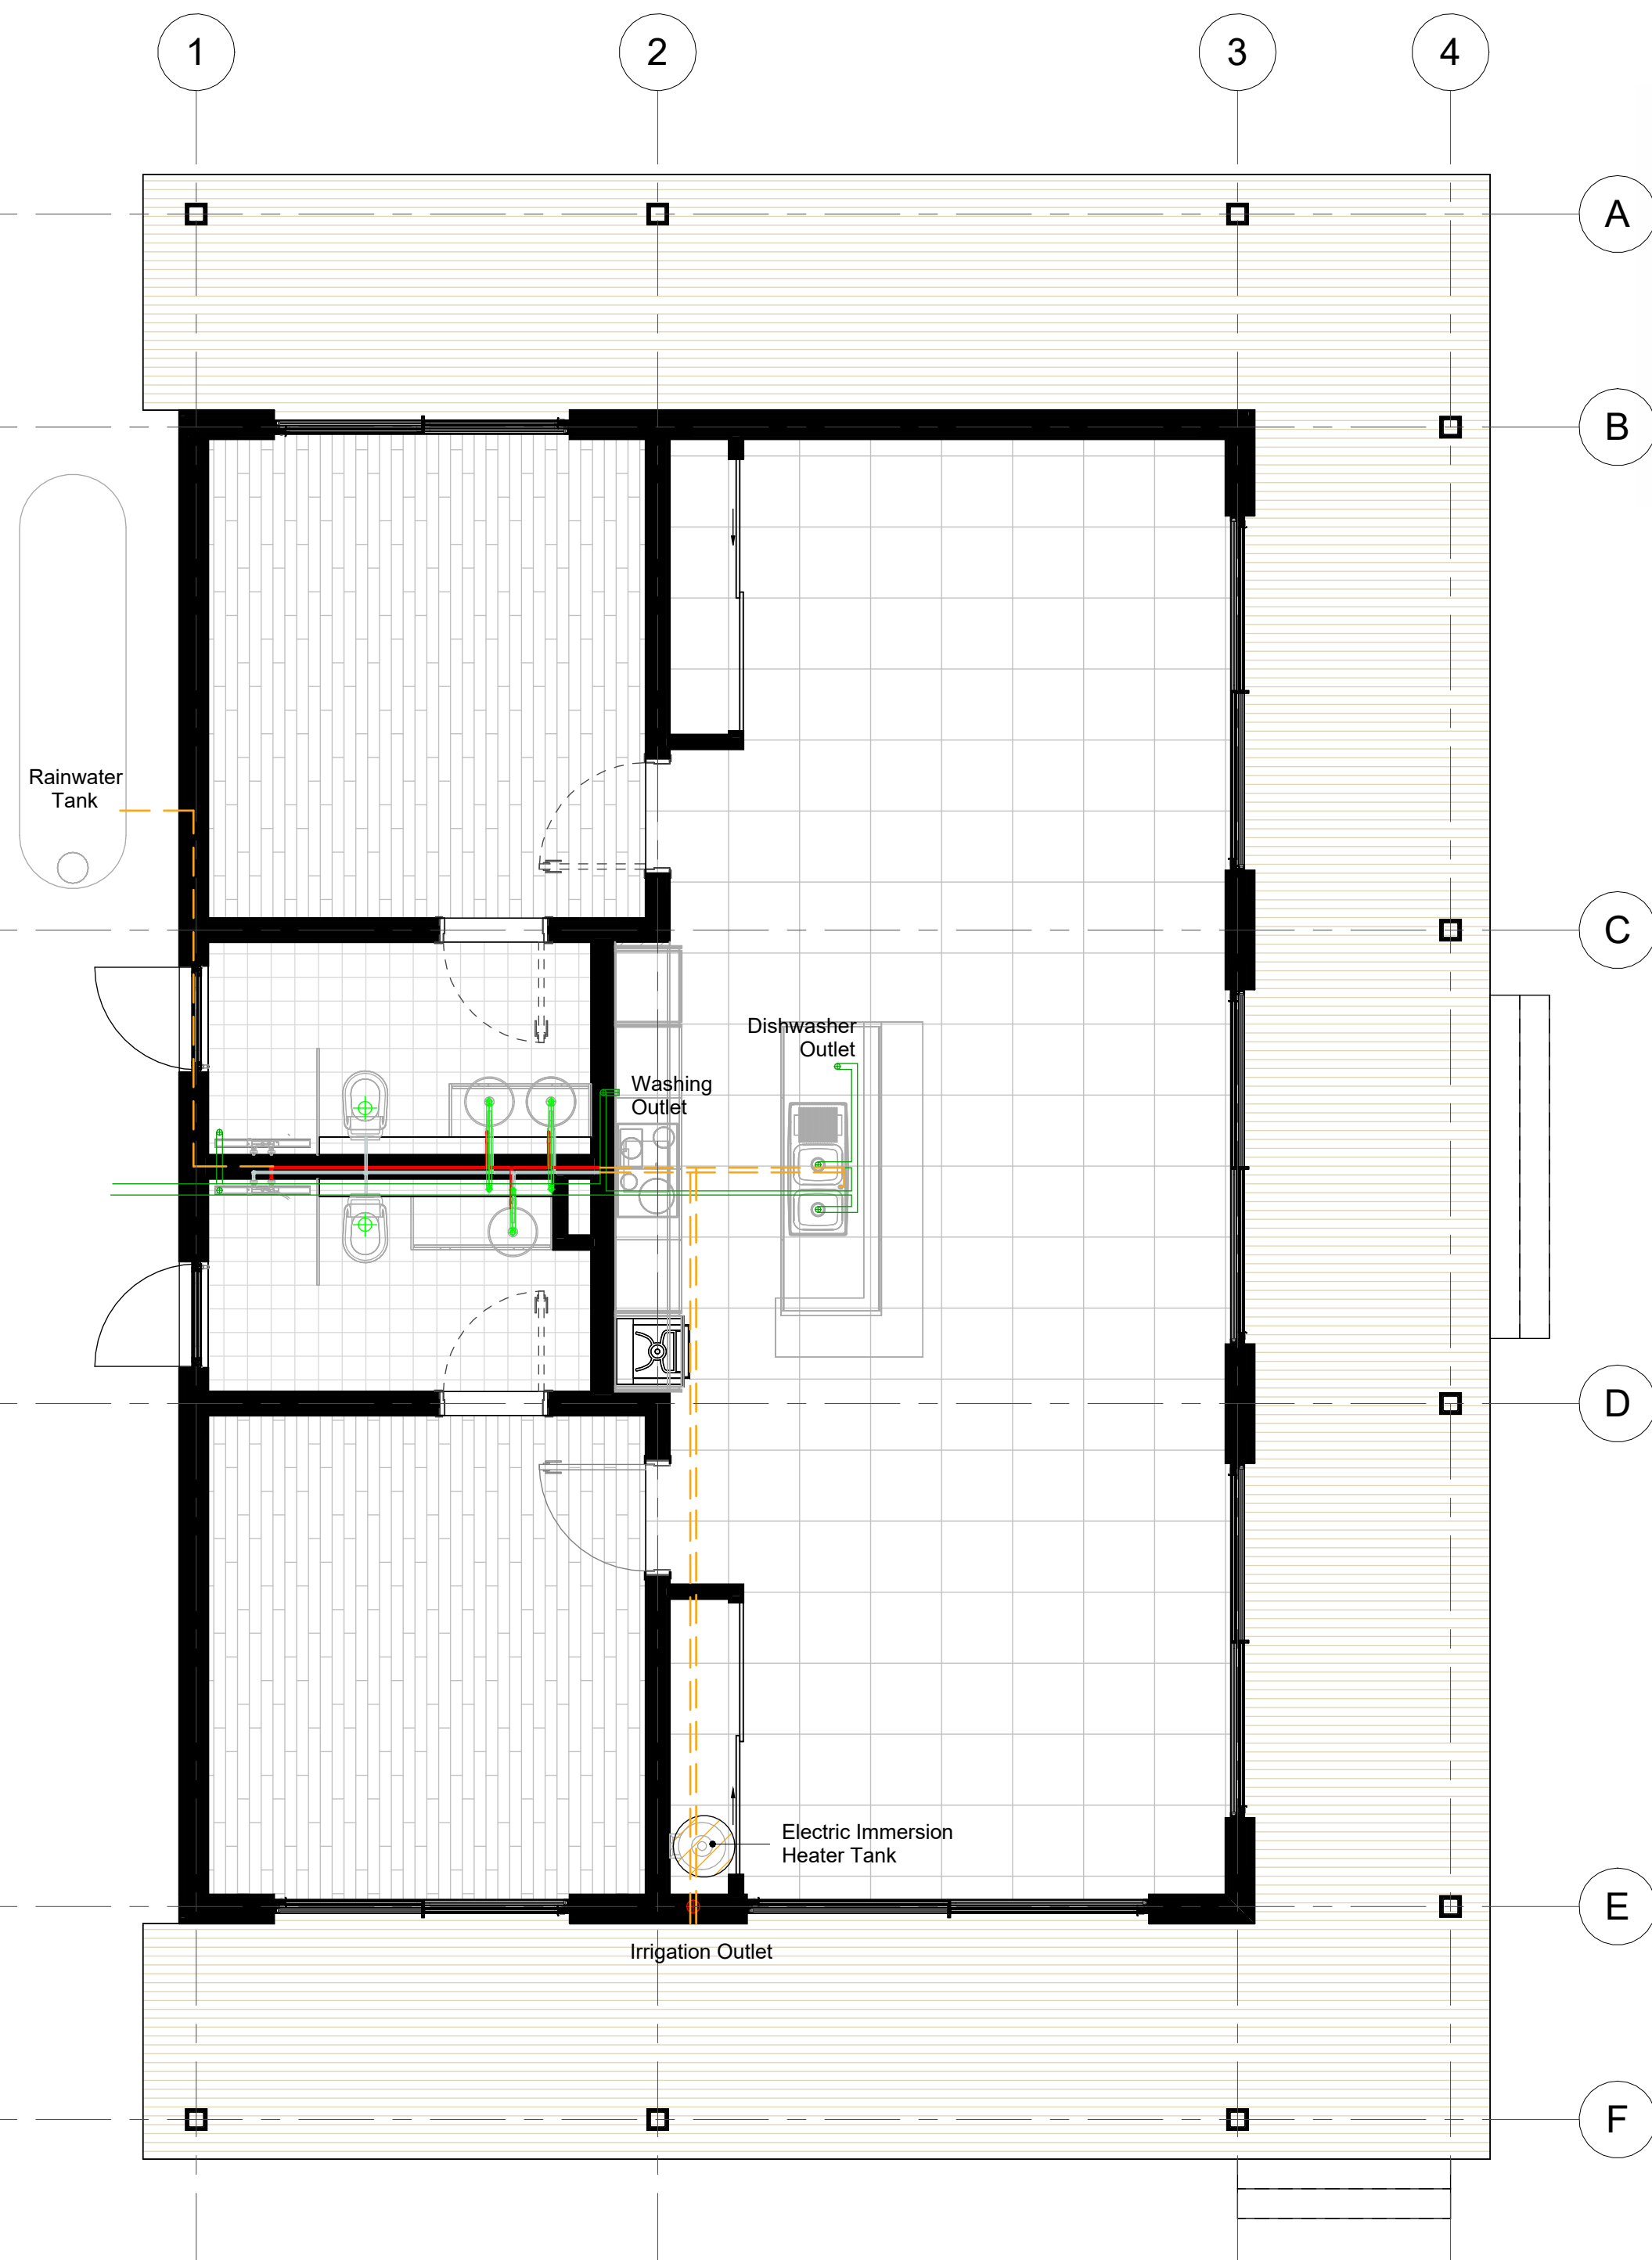 1
2
3
4
A
B
Rainwater
Tank
C
Dishwasher
Outlet
Washing
Outlet
D
Electric Immersion
Heater Tank
E
Irrigation Outlet
F